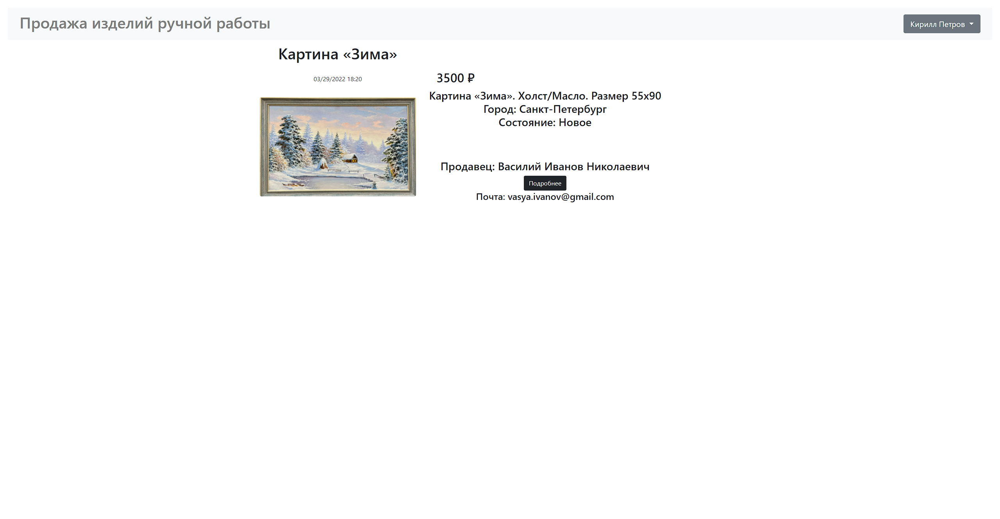 Продажа изделий ручной работы
Кирилл Петров
Картина «Зима»
03/29/2022 18:20
3500 ₽
Картина «Зима». Холст/Масло. Размер 55x90
Город: Санкт-Петербург
Состояние: Новое
Продавец: Василий Иванов Николаевич
Подробнее
Почта: vasya.ivanov@gmail.com